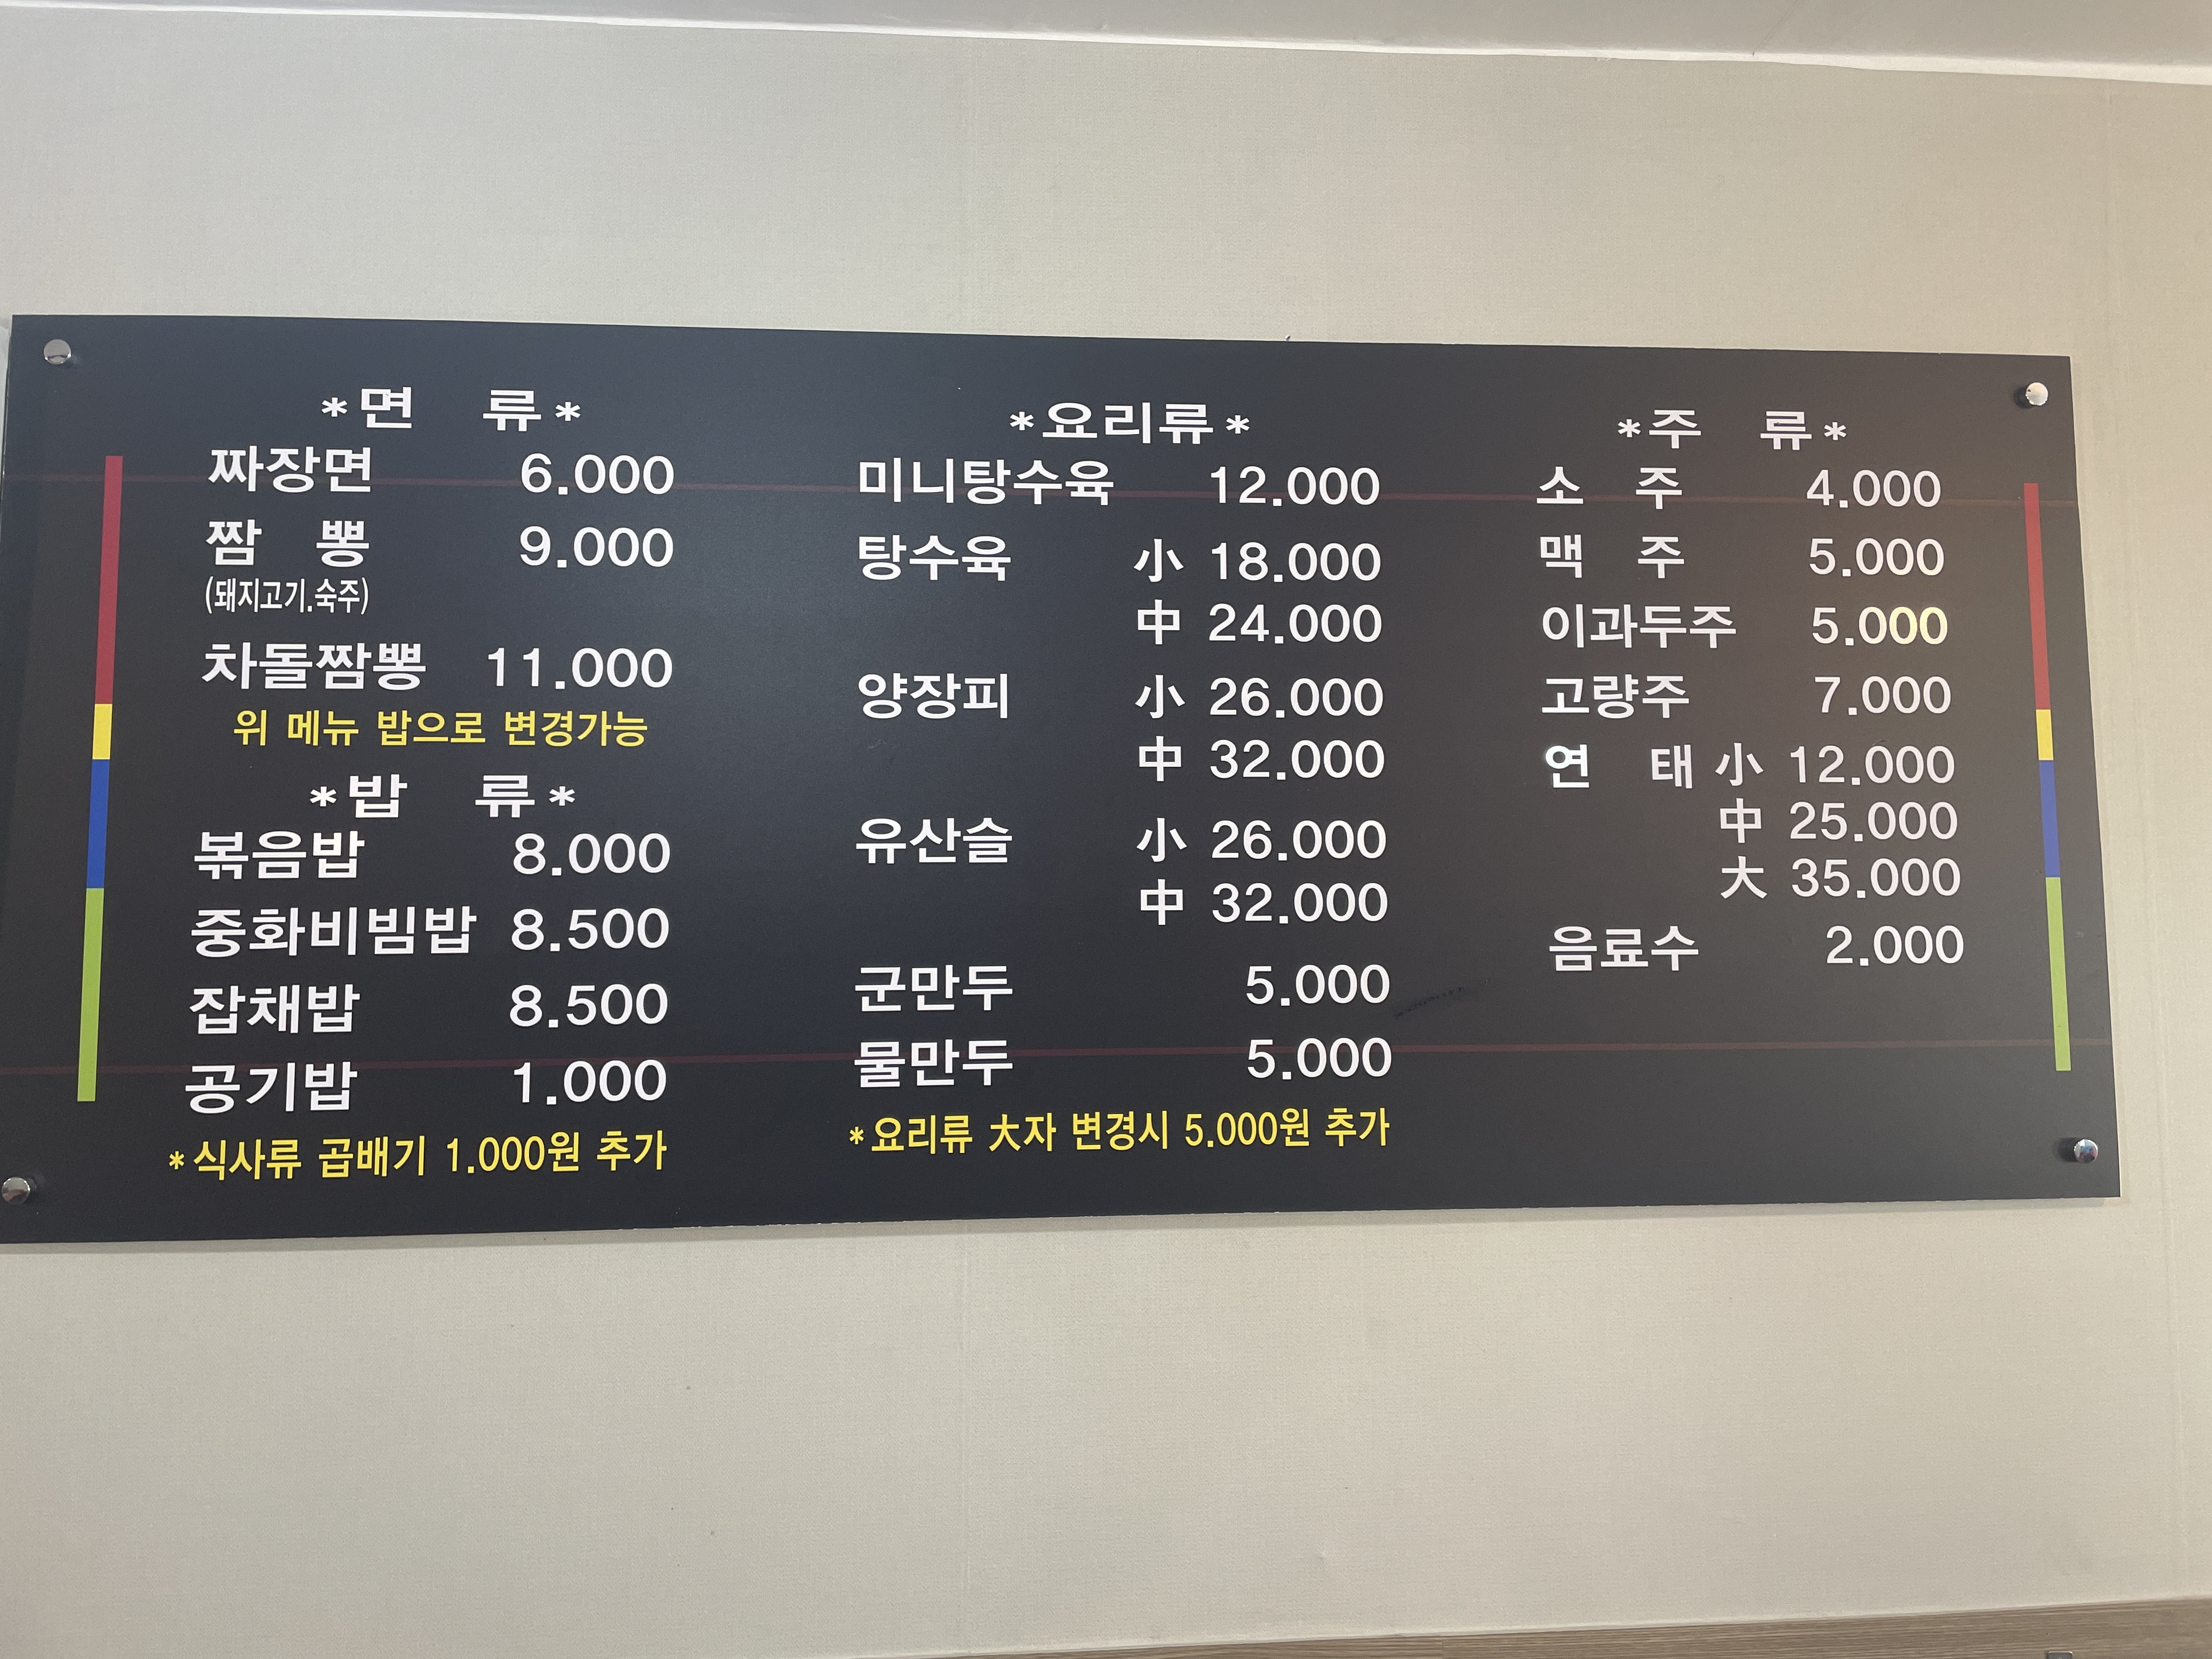 *면 류*
짜장면 6.000
짬 뽕 9.000
(돼지고기.숙주)
차돌짬뽕 11.000
위 메뉴 밥으로 변경가능
*밥 류*
볶음밥 8.000
중화비빔밥 8.500
잡채밥 8.500
공기밥 1.000
*식사류 곱배기 1.000원 추가
*요리류*
미니탕수육 12.000
탕수육 小 18.000
中 24.000
양장피 小 26.000
中 32.000
유산슬 小 26.000
中 32.000
군만두 5.000
물만두 5.000
*요리류 大자 변경시 5.000원 추가
*주 류*
소 주 4.000
맥 주 5.000
이과두주 5.000
고량주 7.000
연 태 小 12.000
中 25.000
大 35.000
음료수 2.000